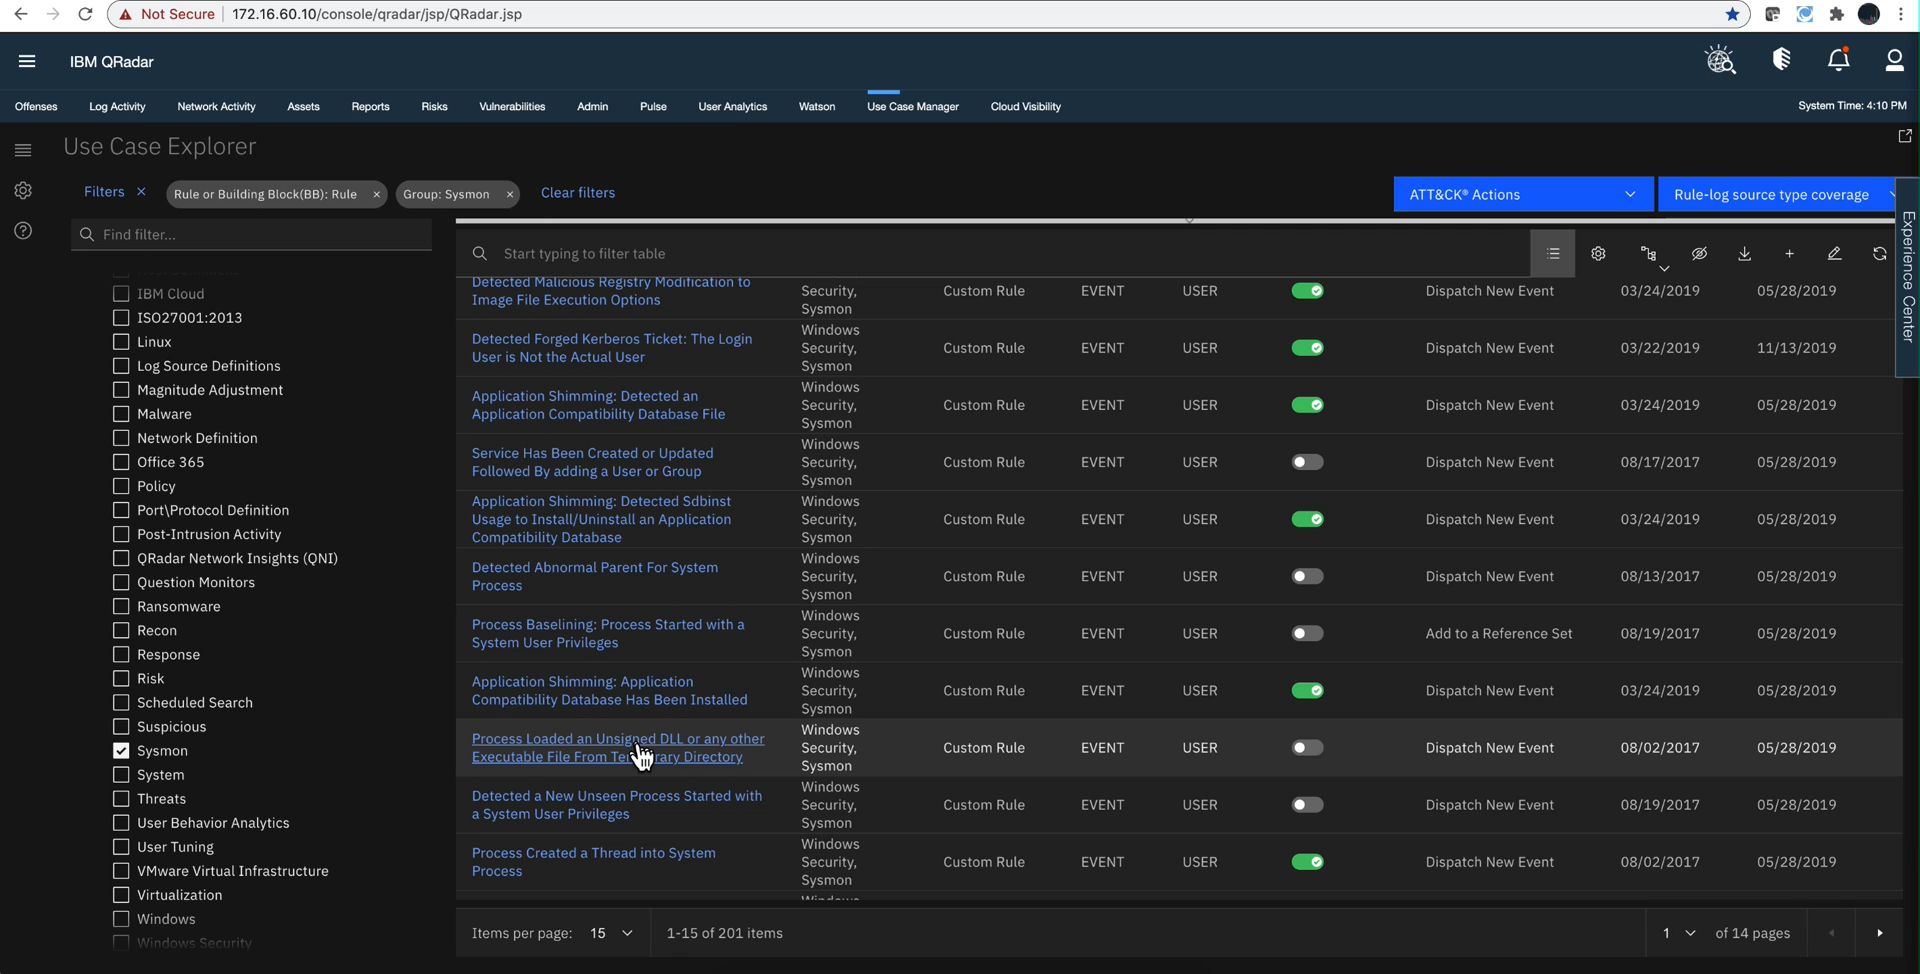 Not Secure 172.16.60.10/console/qradar/jsp/QRadar.jsp
IBM QRadar
Offenses Log Activity Network Activity Assets Reports Risks Vulnerabilities Admin Pulse User Analytics Watson Use Case Manager Cloud Visibility System Time: 4:10 PM
Use Case Explorer
Filters × Rule or Building Block(BB): Rule × Group: Sysmon × Clear filters
ATT&CK® Actions
Rule-log source type coverage
Experience Center
Find filter...
IBM Cloud
ISO27001:2013
Linux
Log Source Definitions
Magnitude Adjustment
Malware
Network Definition
Office 365
Policy
Port\Protocol Definition
Post-Intrusion Activity
QRadar Network Insights (QNI)
Question Monitors
Ransomware
Recon
Response
Risk
Scheduled Search
Suspicious
Sysmon
System
Threats
User Behavior Analytics
User Tuning
VMware Virtual Infrastructure
Virtualization
Windows
Windows Security
Start typing to filter table
Detected Malicious Registry Modification to
Image File Execution Options
Security,
Sysmon
Custom Rule EVENT USER Dispatch New Event 03/24/2019 05/28/2019
Detected Forged Kerberos Ticket: The Login
User is Not the Actual User
Windows
Security,
Sysmon
Custom Rule EVENT USER Dispatch New Event 03/22/2019 11/13/2019
Application Shimming: Detected an
Application Compatibility Database File
Windows
Security,
Sysmon
Custom Rule EVENT USER Dispatch New Event 03/24/2019 05/28/2019
Service Has Been Created or Updated
Followed By adding a User or Group
Windows
Security,
Sysmon
Custom Rule EVENT USER Dispatch New Event 08/17/2017 05/28/2019
Application Shimming: Detected Sdbinst
Usage to Install/Uninstall an Application
Compatibility Database
Windows
Security,
Sysmon
Custom Rule EVENT USER Dispatch New Event 03/24/2019 05/28/2019
Detected Abnormal Parent For System
Process
Windows
Security,
Sysmon
Custom Rule EVENT USER Dispatch New Event 08/13/2017 05/28/2019
Process Baselining: Process Started with a
System User Privileges
Windows
Security,
Sysmon
Custom Rule EVENT USER Add to a Reference Set 08/19/2017 05/28/2019
Application Shimming: Application
Compatibility Database Has Been Installed
Windows
Security,
Sysmon
Custom Rule EVENT USER Dispatch New Event 03/24/2019 05/28/2019
Process Loaded an Unsigned DLL or any other
Executable File From Temporary Directory
Windows
Security,
Sysmon
Custom Rule EVENT USER Dispatch New Event 08/02/2017 05/28/2019
Detected a New Unseen Process Started with
a System User Privileges
Windows
Security,
Sysmon
Custom Rule EVENT USER Dispatch New Event 08/19/2017 05/28/2019
Process Created a Thread into System
Process
Windows
Security,
Sysmon
Custom Rule EVENT USER Dispatch New Event 08/02/2017 05/28/2019
Windows
Items per page: 15 1-15 of 201 items 1 of 14 pages